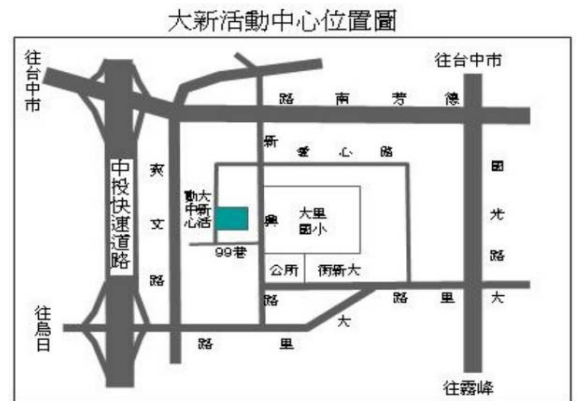 大新活動中心位置圖
往台中市
往台中市
德芳南路
新興路
愛心路
國光路
中投快速道路
爽文路
大新活動中心
大里國小
99巷
公所
大新街
大里路
大里路
往烏日
往霧峰